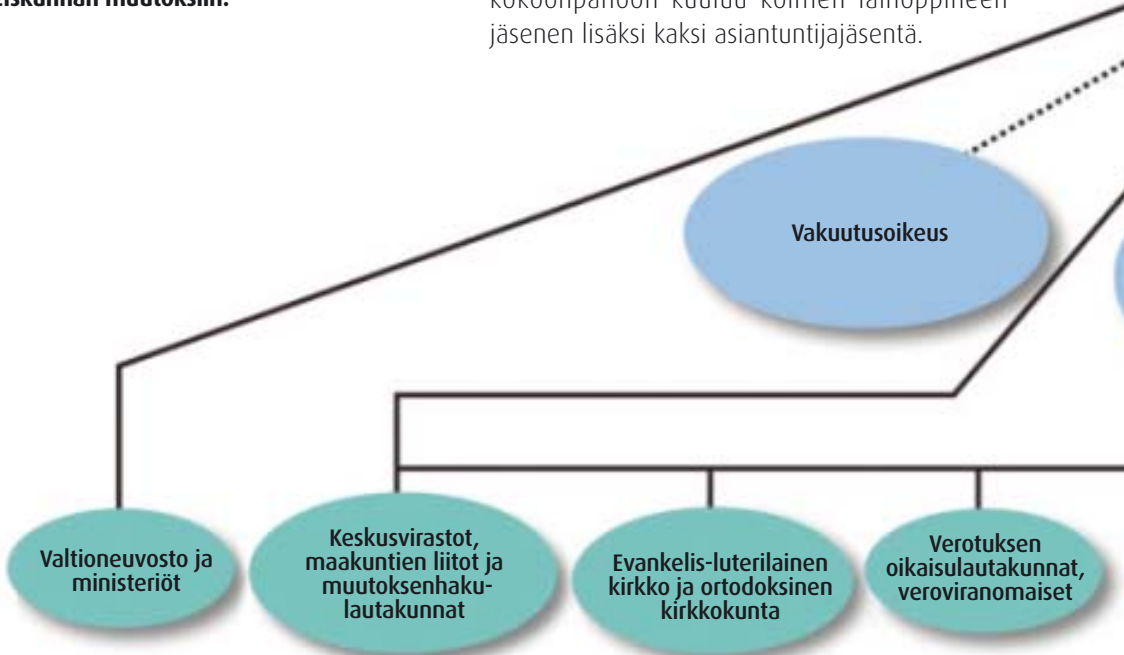 kokoonpanoon kuuluu kolmen lainoppineen
jäsenen lisäksi kaksi asiantuntijajäsentä.
muutoksiin.
Vakuutusoikeus
Valtioneuvosto ja
ministeriöt
Keskusvirastot,
maakuntien liitot ja
muutoksenhaku-
lautakunnat
Evankelis-luterilainen
kirkko ja ortodoksinen
kirkkokunta
Verotuksen
oikaisulautakunnat,
veroviranomaiset